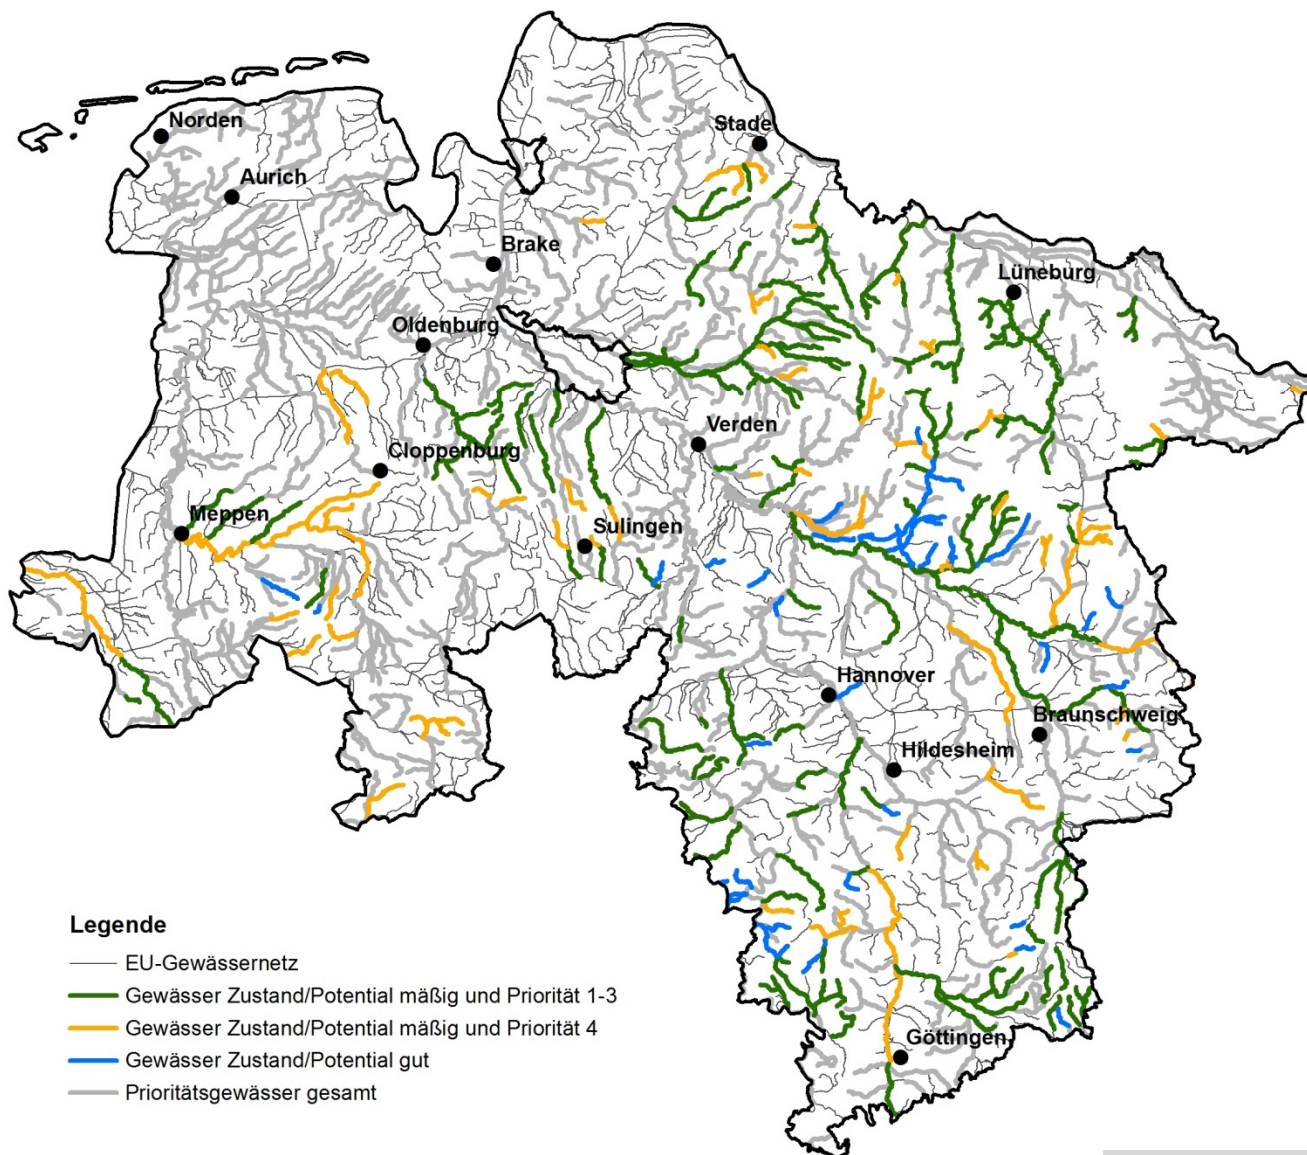 Norden
Stade
Aurich
Brake
Lüneburg
Oldenburg
Verden
Cloppenburg
Meppen
Sulingen
Hannover
Braunschweig
Hildesheim
Legende
EU-Gewässernetz
Gewässer Zustand/Potential mäßig und Priorität 1-3
Gewässer Zustand/Potential mäßig und Priorität 4
Göttingen
Gewässer Zustand/Potential gut
Prioritätsgewässer gesamt